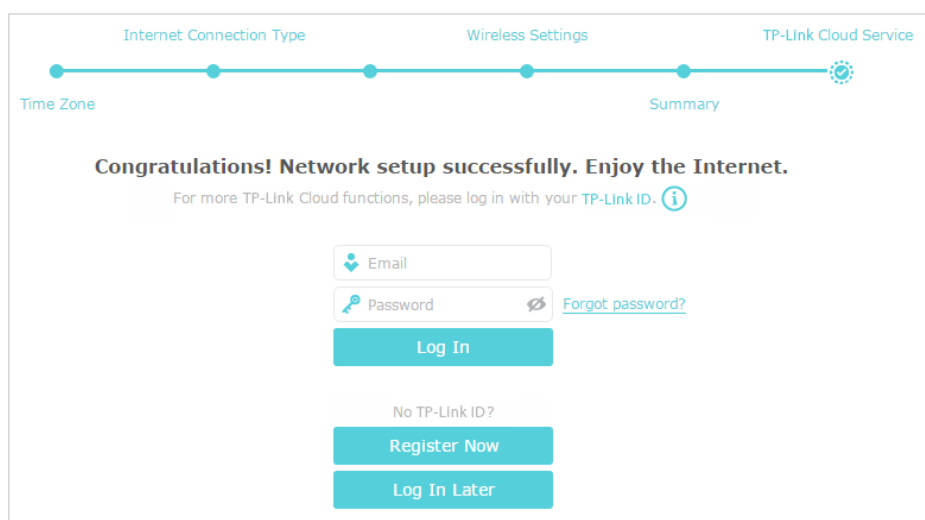 Internet Connection Type Wireless Settings TP-Link Cloud Service
Time Zone Summary
Congratulations! Network setup successfully. Enjoy the Internet.
For more TP-Link Cloud functions, please log in with your TP-Link ID.
Email
Password Forgot password?
Log In
No TP-Link ID?
Register Now
Log In Later